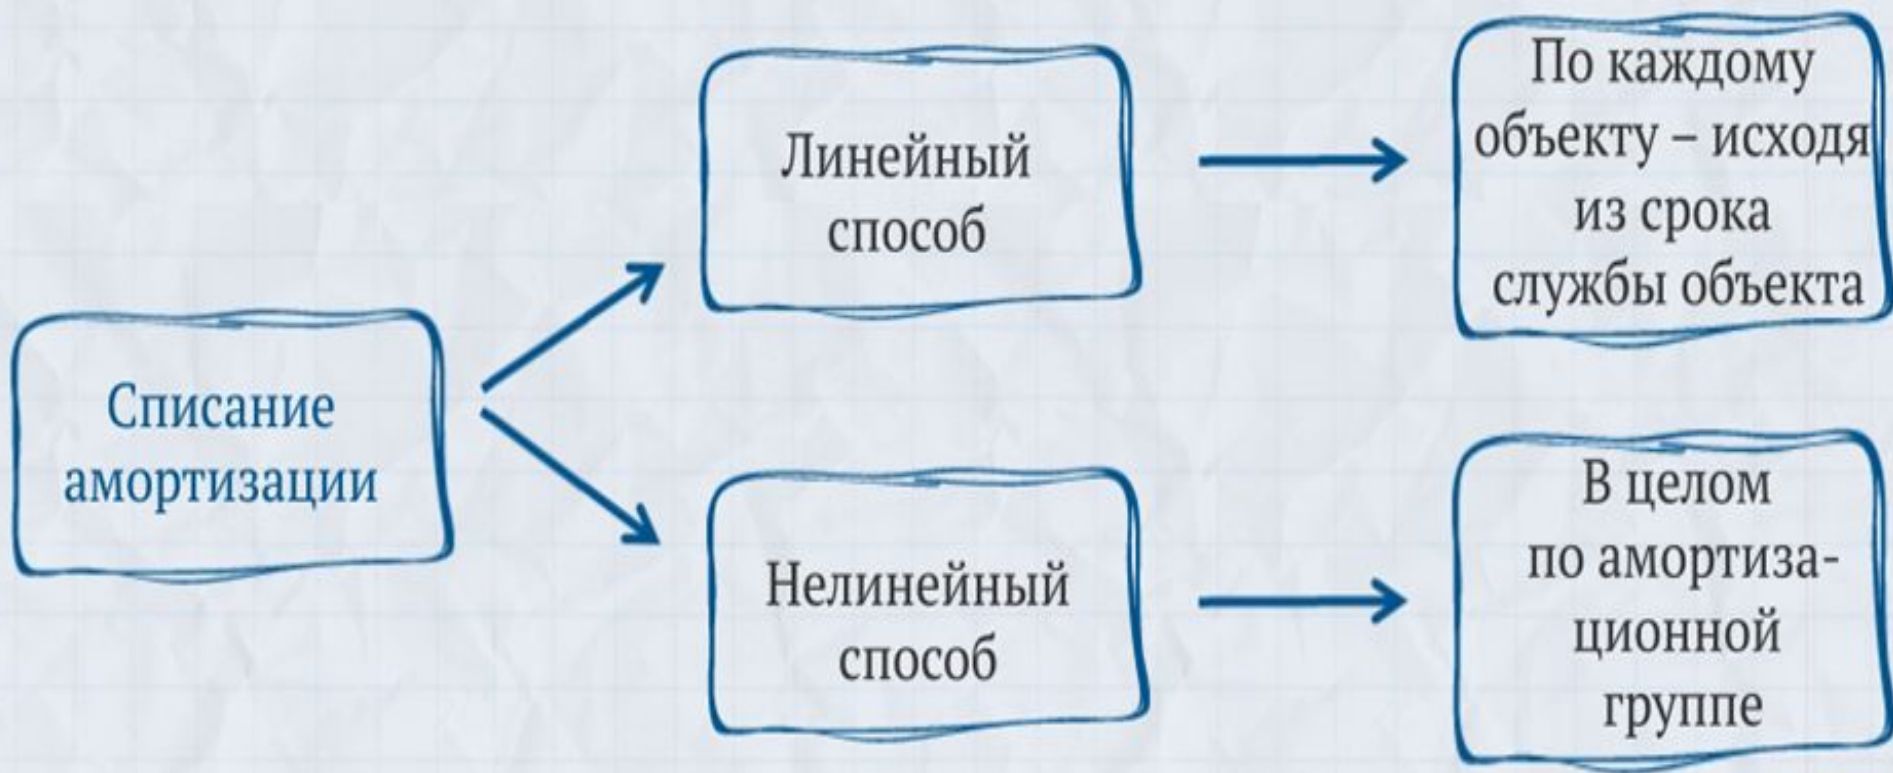 Списание
амортизации
Линейный
способ
По каждому
объекту – исходя
из срока
службы объекта
Нелинейный
способ
В целом
по амортиза-
ционной
группе